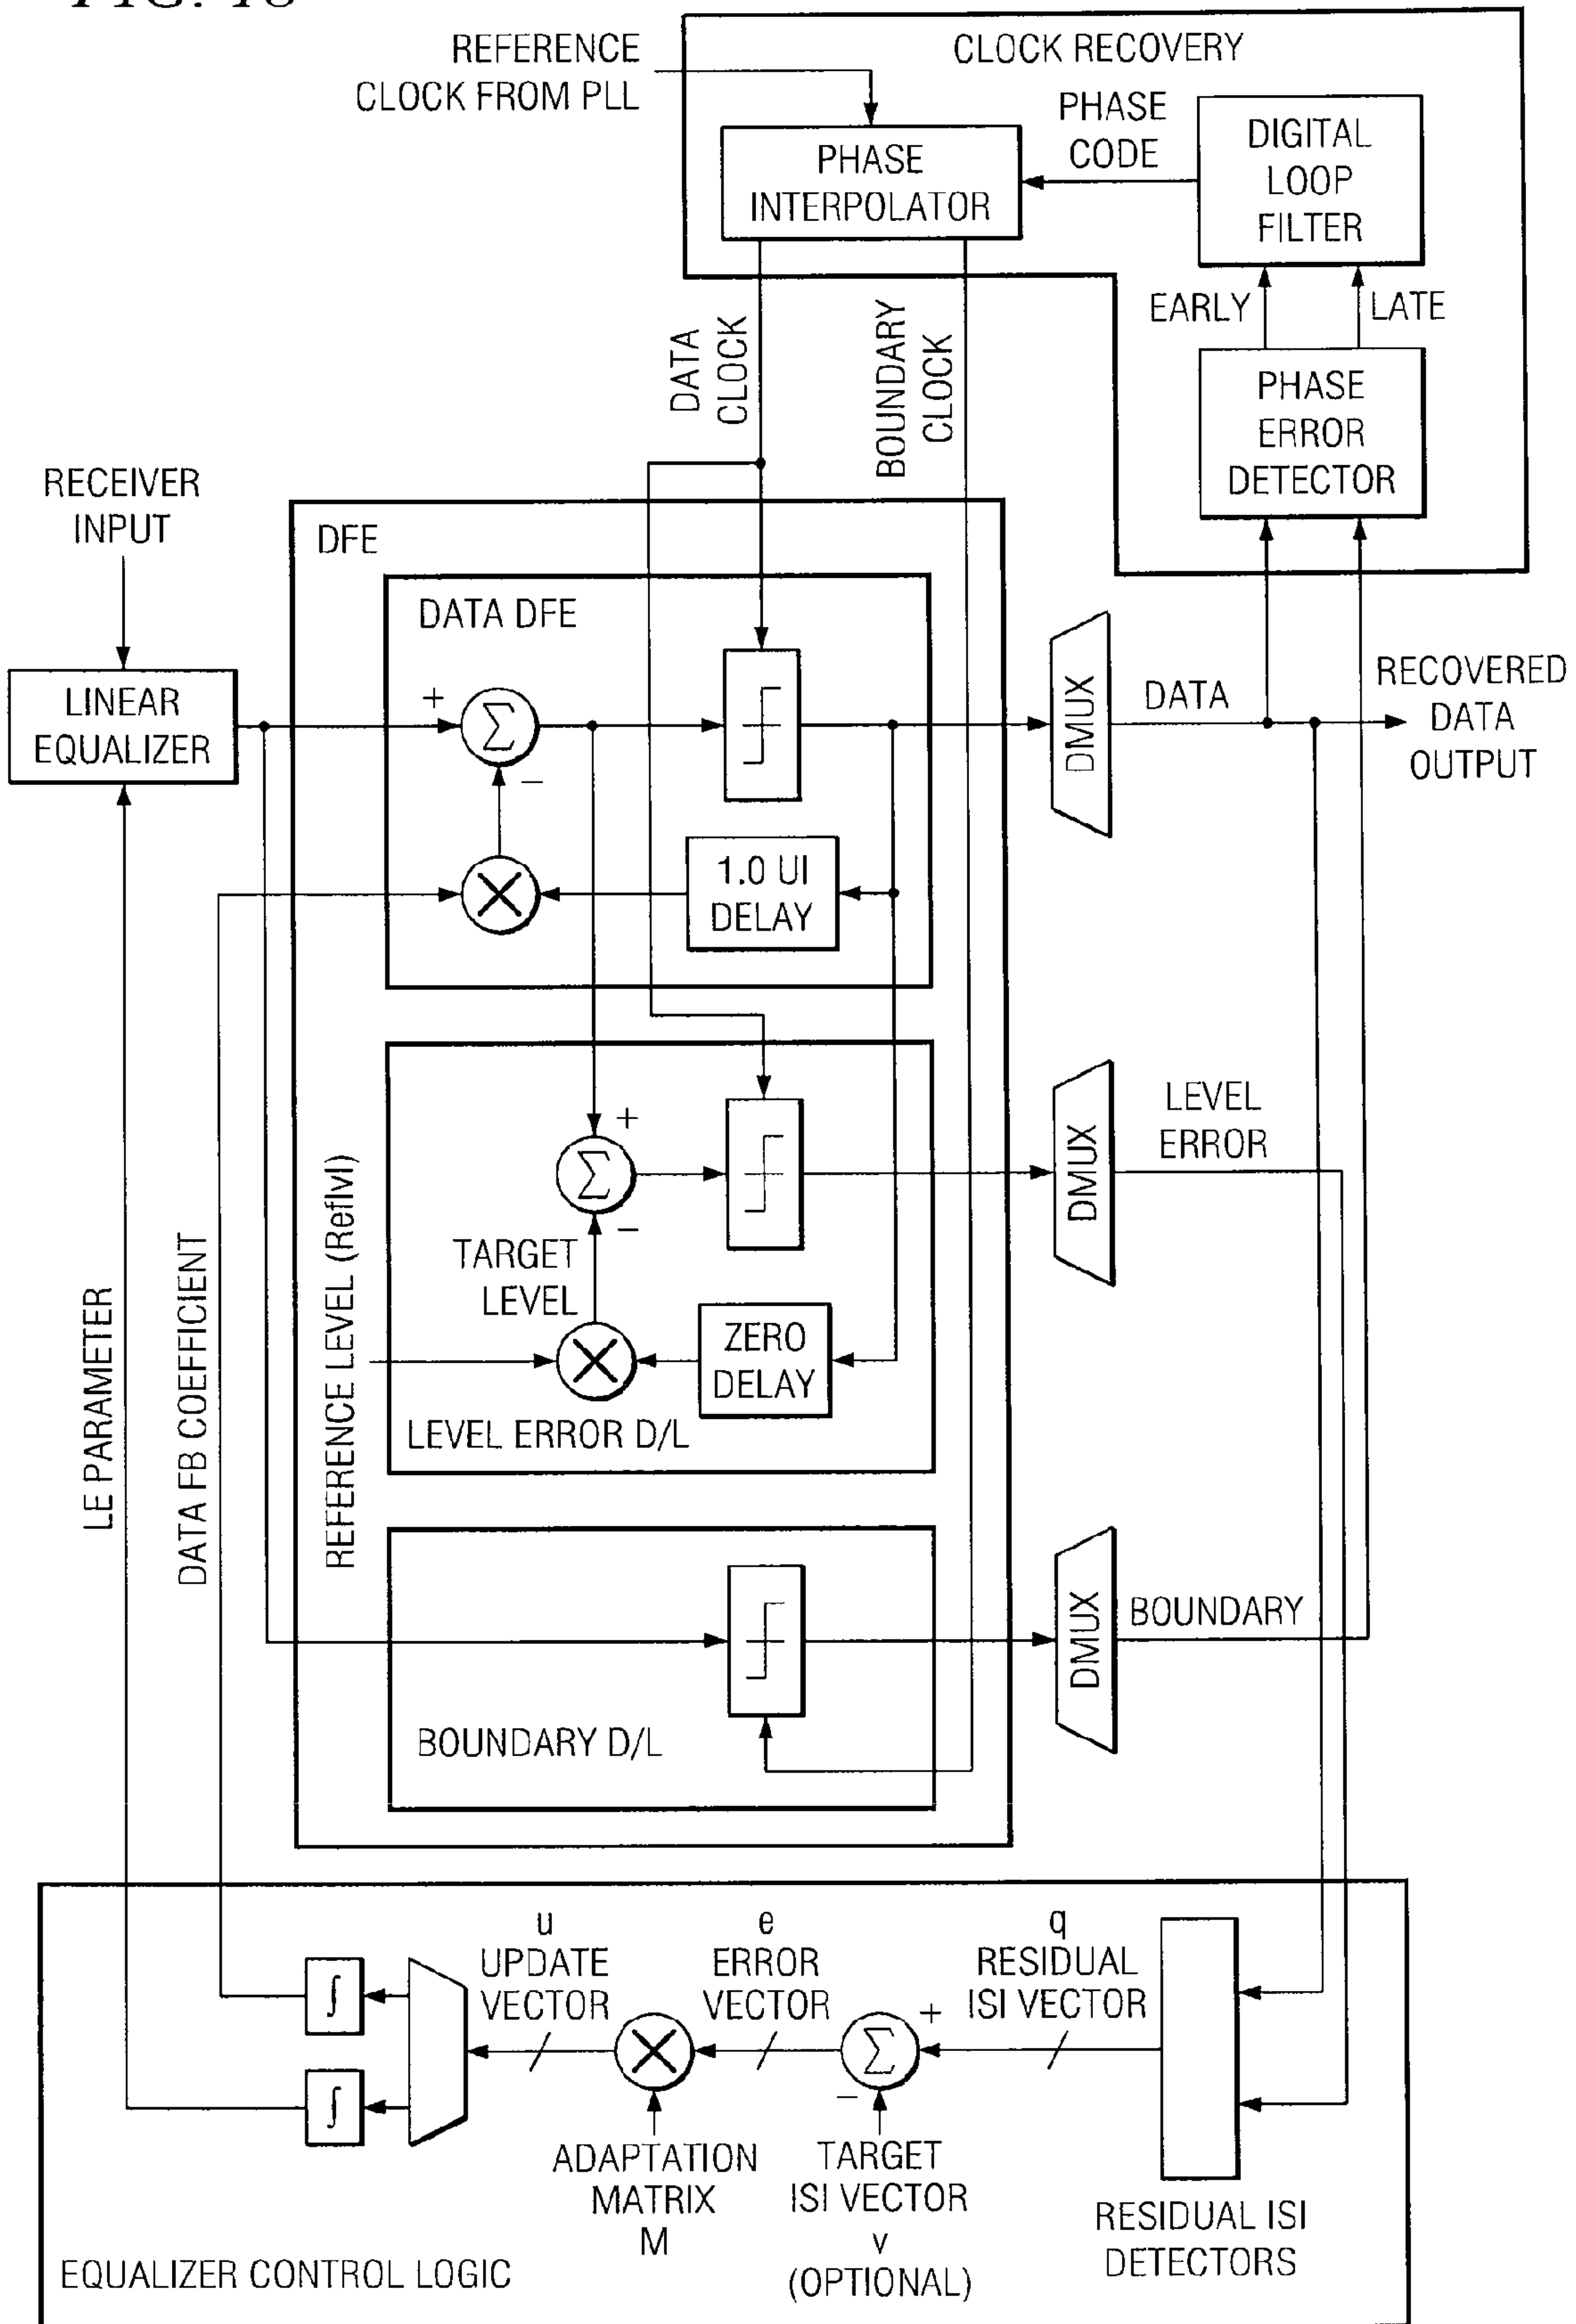 REFERENCE
CLOCK FROM PLL
CLOCK RECOVERY
PHASE
INTERPOLATOR
PHASE
CODE
DIGITAL
LOOP
FILTER
EARLY
LATE
PHASE
ERROR
DETECTOR
DATA
CLOCK
BOUNDARY
CLOCK
RECEIVER
INPUT
LINEAR
EQUALIZER
DFE
DATA DFE
+
Σ
−
1.0 UI
DELAY
DMUX
DATA
RECOVERED
DATA
OUTPUT
LE PARAMETER
DATA FB COEFFICIENT
REFERENCE LEVEL (Reflvl)
+
Σ
−
TARGET
LEVEL
ZERO
DELAY
LEVEL ERROR D/L
DMUX
LEVEL
ERROR
BOUNDARY D/L
DMUX
BOUNDARY
∫
∫
u
UPDATE
VECTOR
e
ERROR
VECTOR
q
RESIDUAL
ISI VECTOR
+
Σ
−
ADAPTATION
MATRIX
M
TARGET
ISI VECTOR
v
(OPTIONAL)
RESIDUAL ISI
DETECTORS
EQUALIZER CONTROL LOGIC